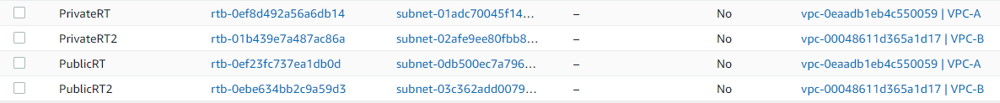 PrivateRT rtb-0ef8d492a56a6db14 subnet-01adc70045f14... – No vpc-0eaadb1eb4c550059 | VPC-A
PrivateRT2 rtb-01b439e7a487ac86a subnet-02afe9ee80fbb8... – No vpc-00048611d365a1d17 | VPC-B
PublicRT rtb-0ef23fc737ea1db0d subnet-0db500ec7a796... – No vpc-0eaadb1eb4c550059 | VPC-A
PublicRT2 rtb-0ebe634bb2c9a59d3 subnet-03c362add0079... – No vpc-00048611d365a1d17 | VPC-B